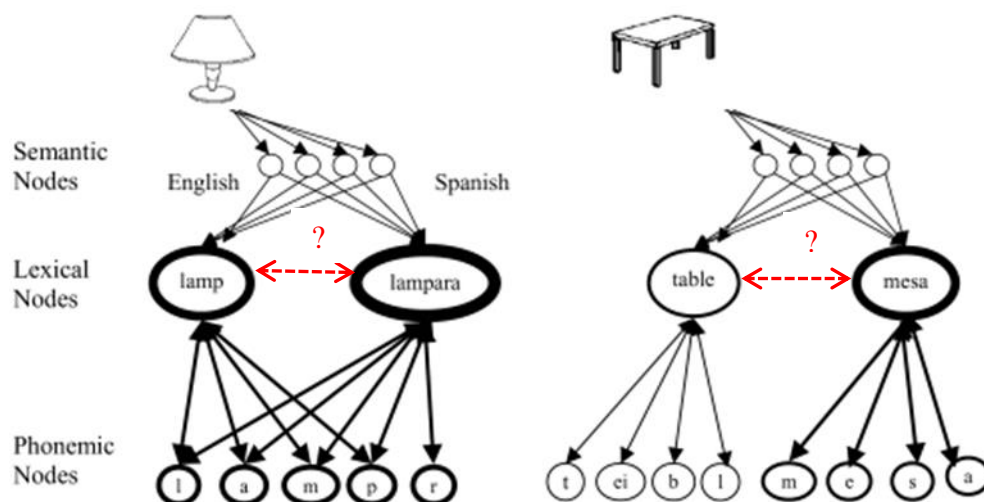 Semantic
Nodes
English
Spanish
?
?
Lexical
Nodes
lamp
lampara
table
mesa
Phonemic
Nodes
l
a
m
p
r
t
ei
b
l
m
e
s
a